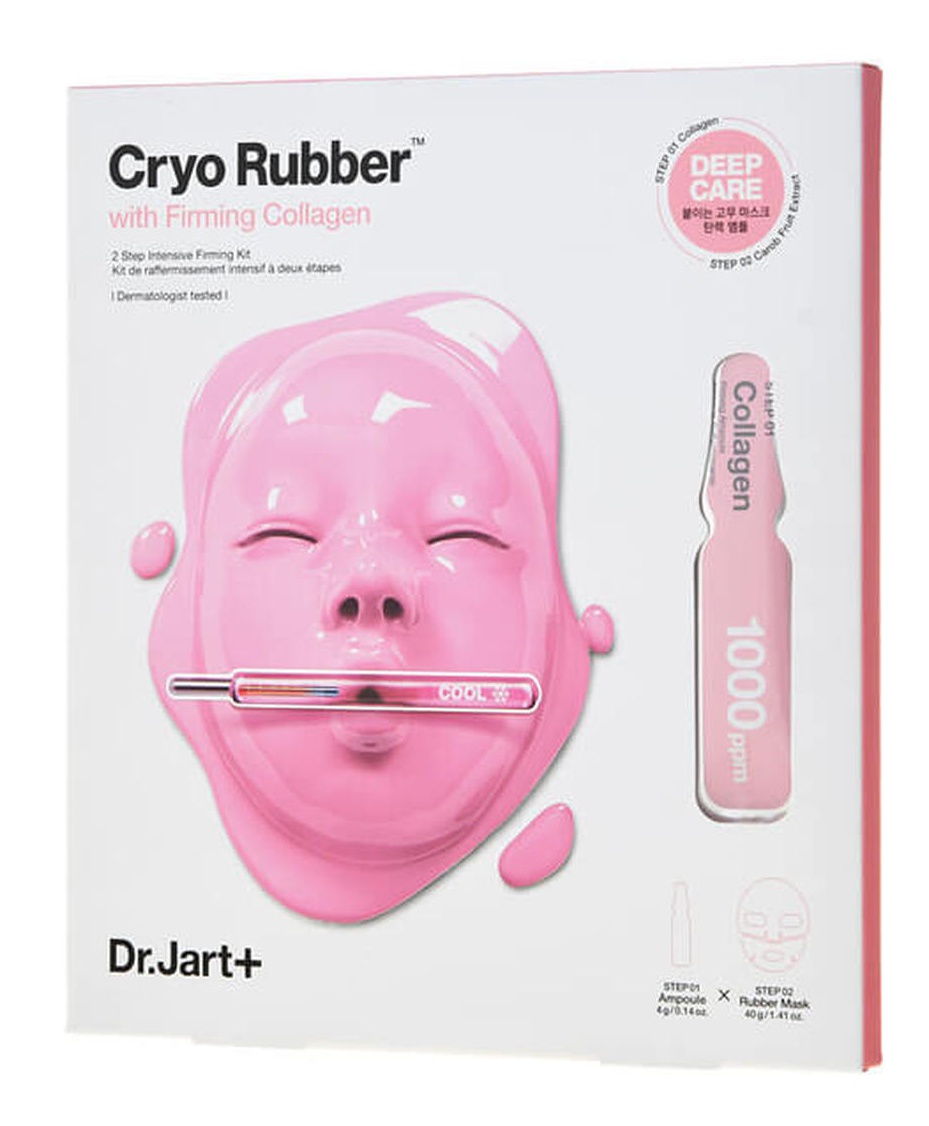 Cryo Rubber™
with Firming Collagen
2 Step Intensive Firming Kit
Kit de raffermissement intensif à deux étapes
| Dermatologist tested |
STEP 01 Collagen
DEEP
CARE
붙이는 고무 마스크
탄력 앰플
STEP 02 Carob Fruit Extract
STEP 01
Collagen
1000 ppm
COOL
Dr.Jart+
STEP 01
Ampoule
4g/0.14 oz.
X
STEP 02
Rubber Mask
40g/1.41 oz.